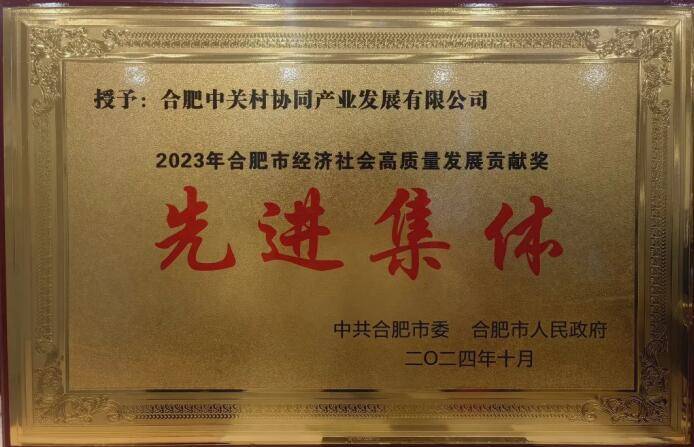 授予：合肥中关村协同产业发展有限公司
2023年合肥市经济社会高质量发展贡献奖
先进集体
中共合肥市委 合肥市人民政府
二〇二四年十月